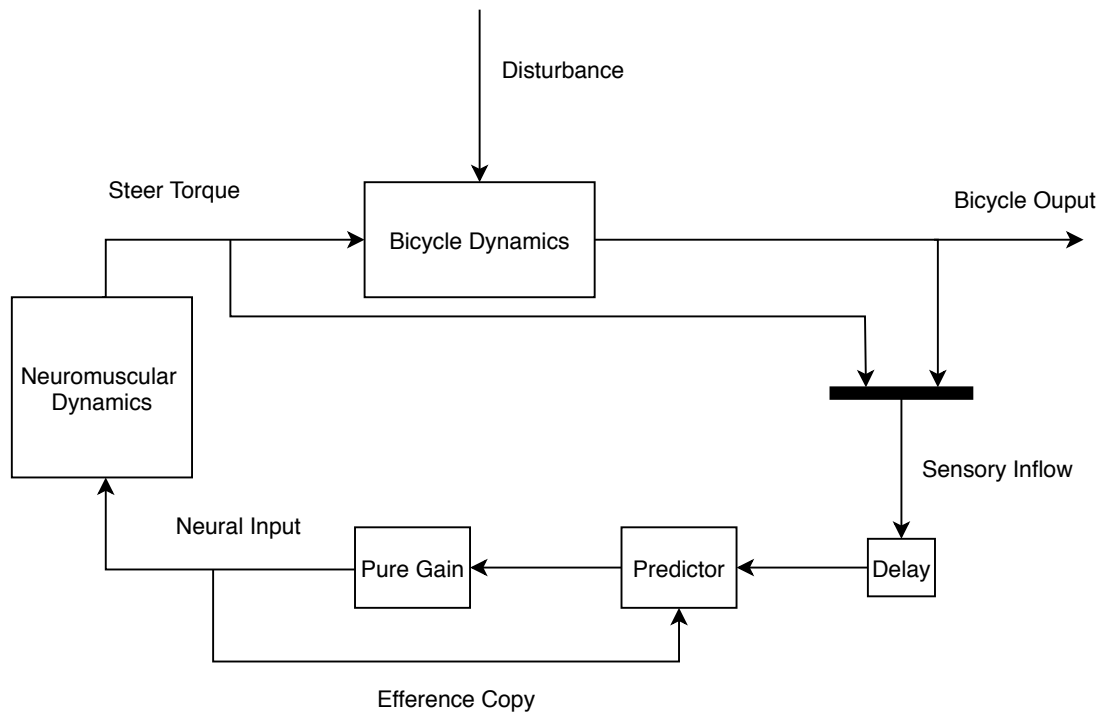 Disturbance
Steer Torque
Bicycle Ouput
Bicycle Dynamics
Neuromuscular
Dynamics
Sensory Inflow
Neural Input
Pure Gain
Predictor
Delay
Efference Copy